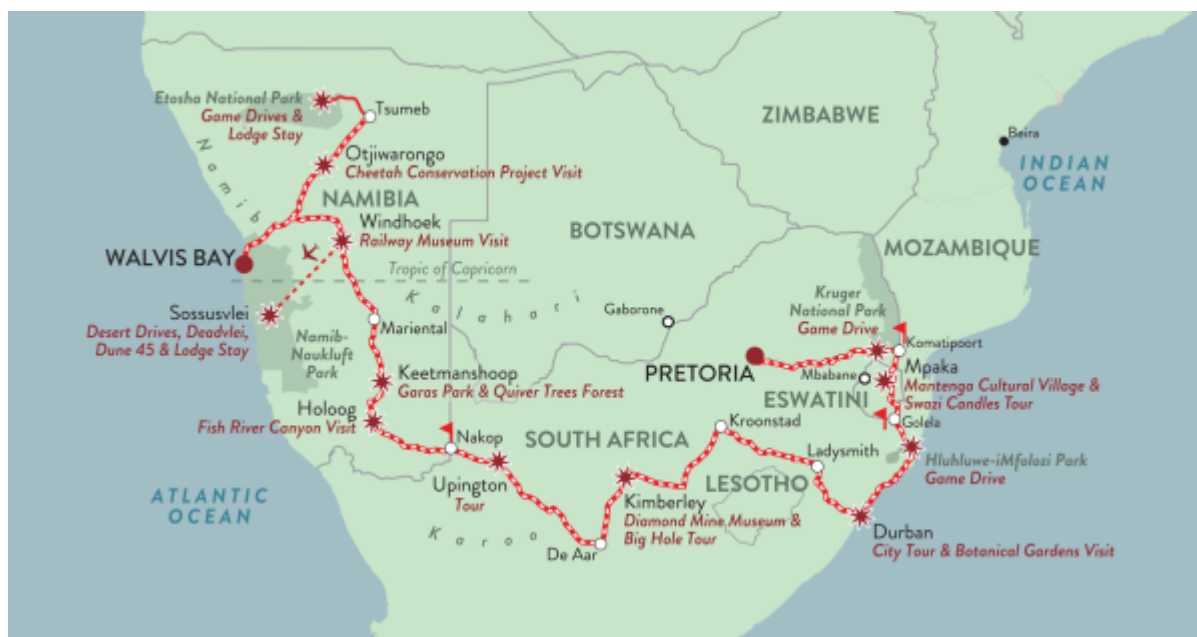 Etosha National Park
Game Drives &
Lodge Stay
Tsumeb
Otjiwarongo
Cheetah Conservation Project Visit
Namib
NAMIBIA
Windhoek
Railway Museum Visit
WALVIS BAY
Tropic of Capricorn
Sossusvlei
Desert Drives, Deadvlei,
Dune 45 & Lodge Stay
Namib-
Naukluft
Park
Mariental
Kalahari
Keetmanshoop
Garas Park & Quiver Trees Forest
Holoog
Fish River Canyon Visit
Nakop
Upington
Tour
ATLANTIC
OCEAN
Karoo
De Aar
SOUTH AFRICA
Kimberley
Diamond Mine Museum &
Big Hole Tour
Kroonstad
LESOTHO
Ladysmith
Durban
City Tour & Botanical Gardens Visit
Hluhluwe-iMfolozi Park
Game Drive
Golela
ESWATINI
Mbabane
Mpaka
Mantenga Cultural Village &
Swazi Candles Tour
Komatipoort
Kruger
National Park
Game Drive
PRETORIA
Gaborone
BOTSWANA
ZIMBABWE
MOZAMBIQUE
Beira
INDIAN
OCEAN